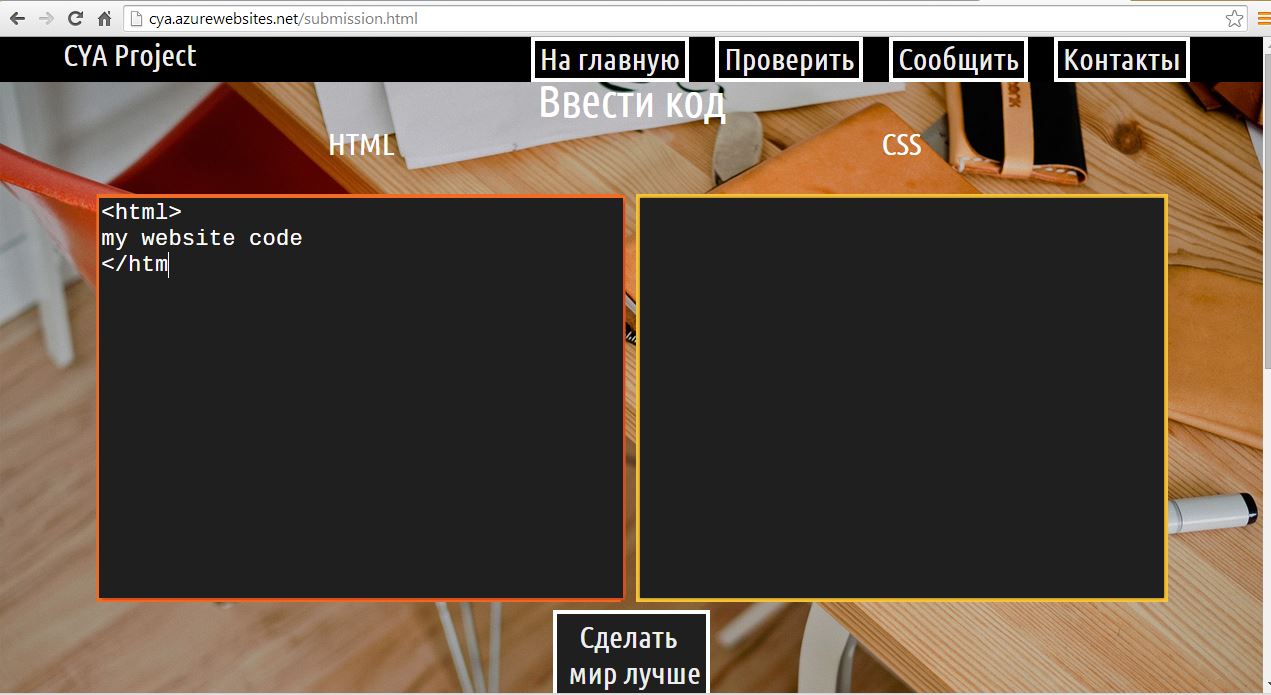 cya.azurewebsites.net/submission.html
CYA Project
На главную
Проверить
Сообщить
Контакты
Ввести код
HTML
CSS
<html>
my website code
</htm
Сделать
мир лучше